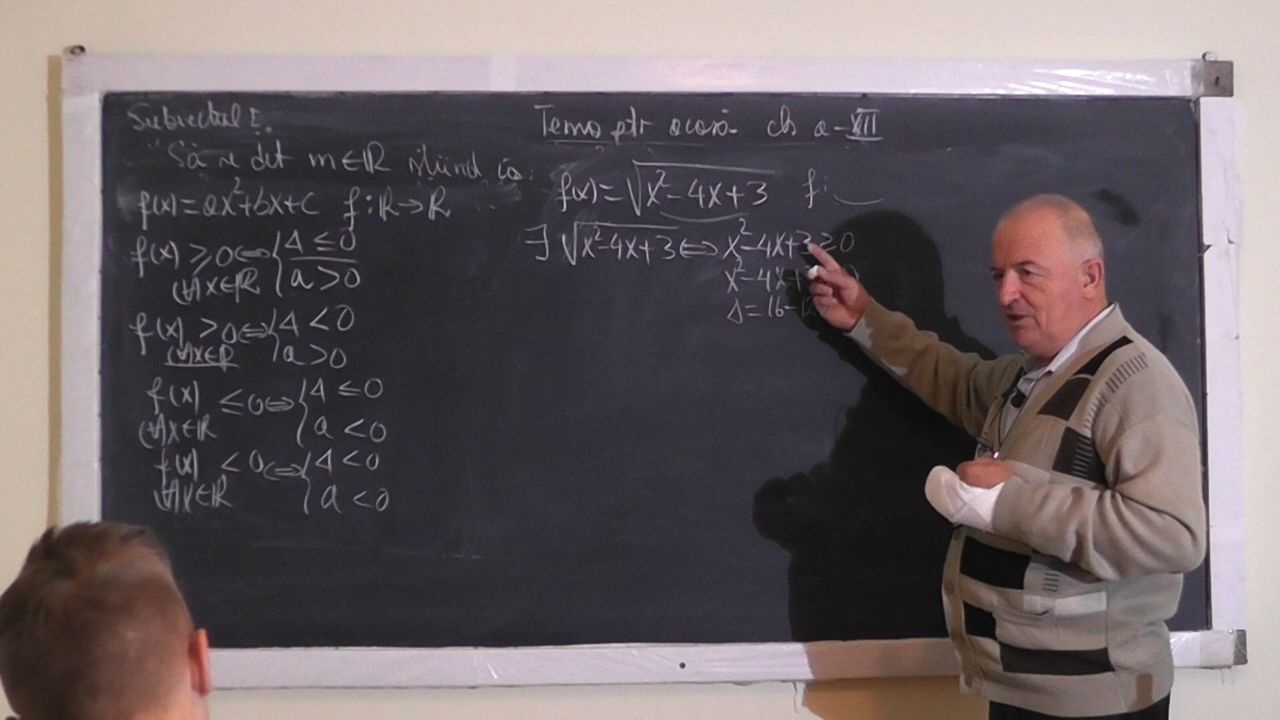 Subiectul I.
Să se det m∈ℝ știind că:
f(x)=ax²+bx+c f:ℝ→ℝ
f(x)≥0⇔{Δ≤0
(∀)x∈ℝ {a>0
f(x)>0⇔{Δ<0
(∀)x∈ℝ {a>0
f(x) ≤0⇔{Δ≤0
(∀)x∈ℝ {a<0
f(x) <0⇔{Δ<0
(∀)x∈ℝ {a<0
Tema ptr acasă cls a-XII
f(x)=√(x²-4x+3) f:
∃ √(x²-4x+3)⇔x²-4x+3≥0
x²-4x+
Δ=16-